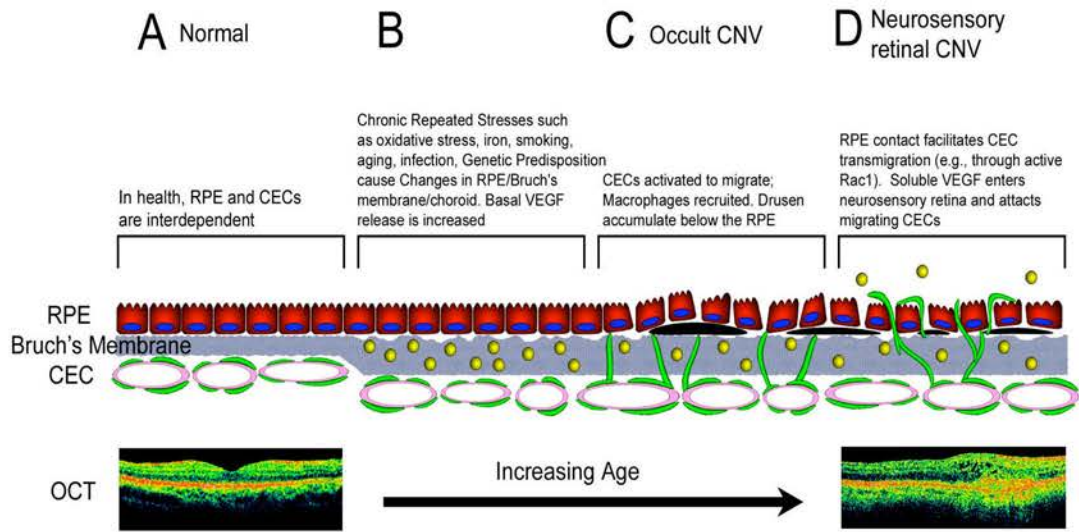 A Normal
B
C Occult CNV
D Neurosensory
retinal CNV
In health, RPE and CECs
are interdependent
Chronic Repeated Stresses such
as oxidative stress, iron, smoking,
aging, infection, Genetic Predisposition
cause Changes in RPE/Bruch's
membrane/choroid. Basal VEGF
release is increased
CECs activated to migrate;
Macrophages recruited. Drusen
accumulate below the RPE
RPE contact facilitates CEC
transmigration (e.g., through active
Rac1). Soluble VEGF enters
neurosensory retina and attacts
migrating CECs
RPE
Bruch's Membrane
CEC
OCT
Increasing Age